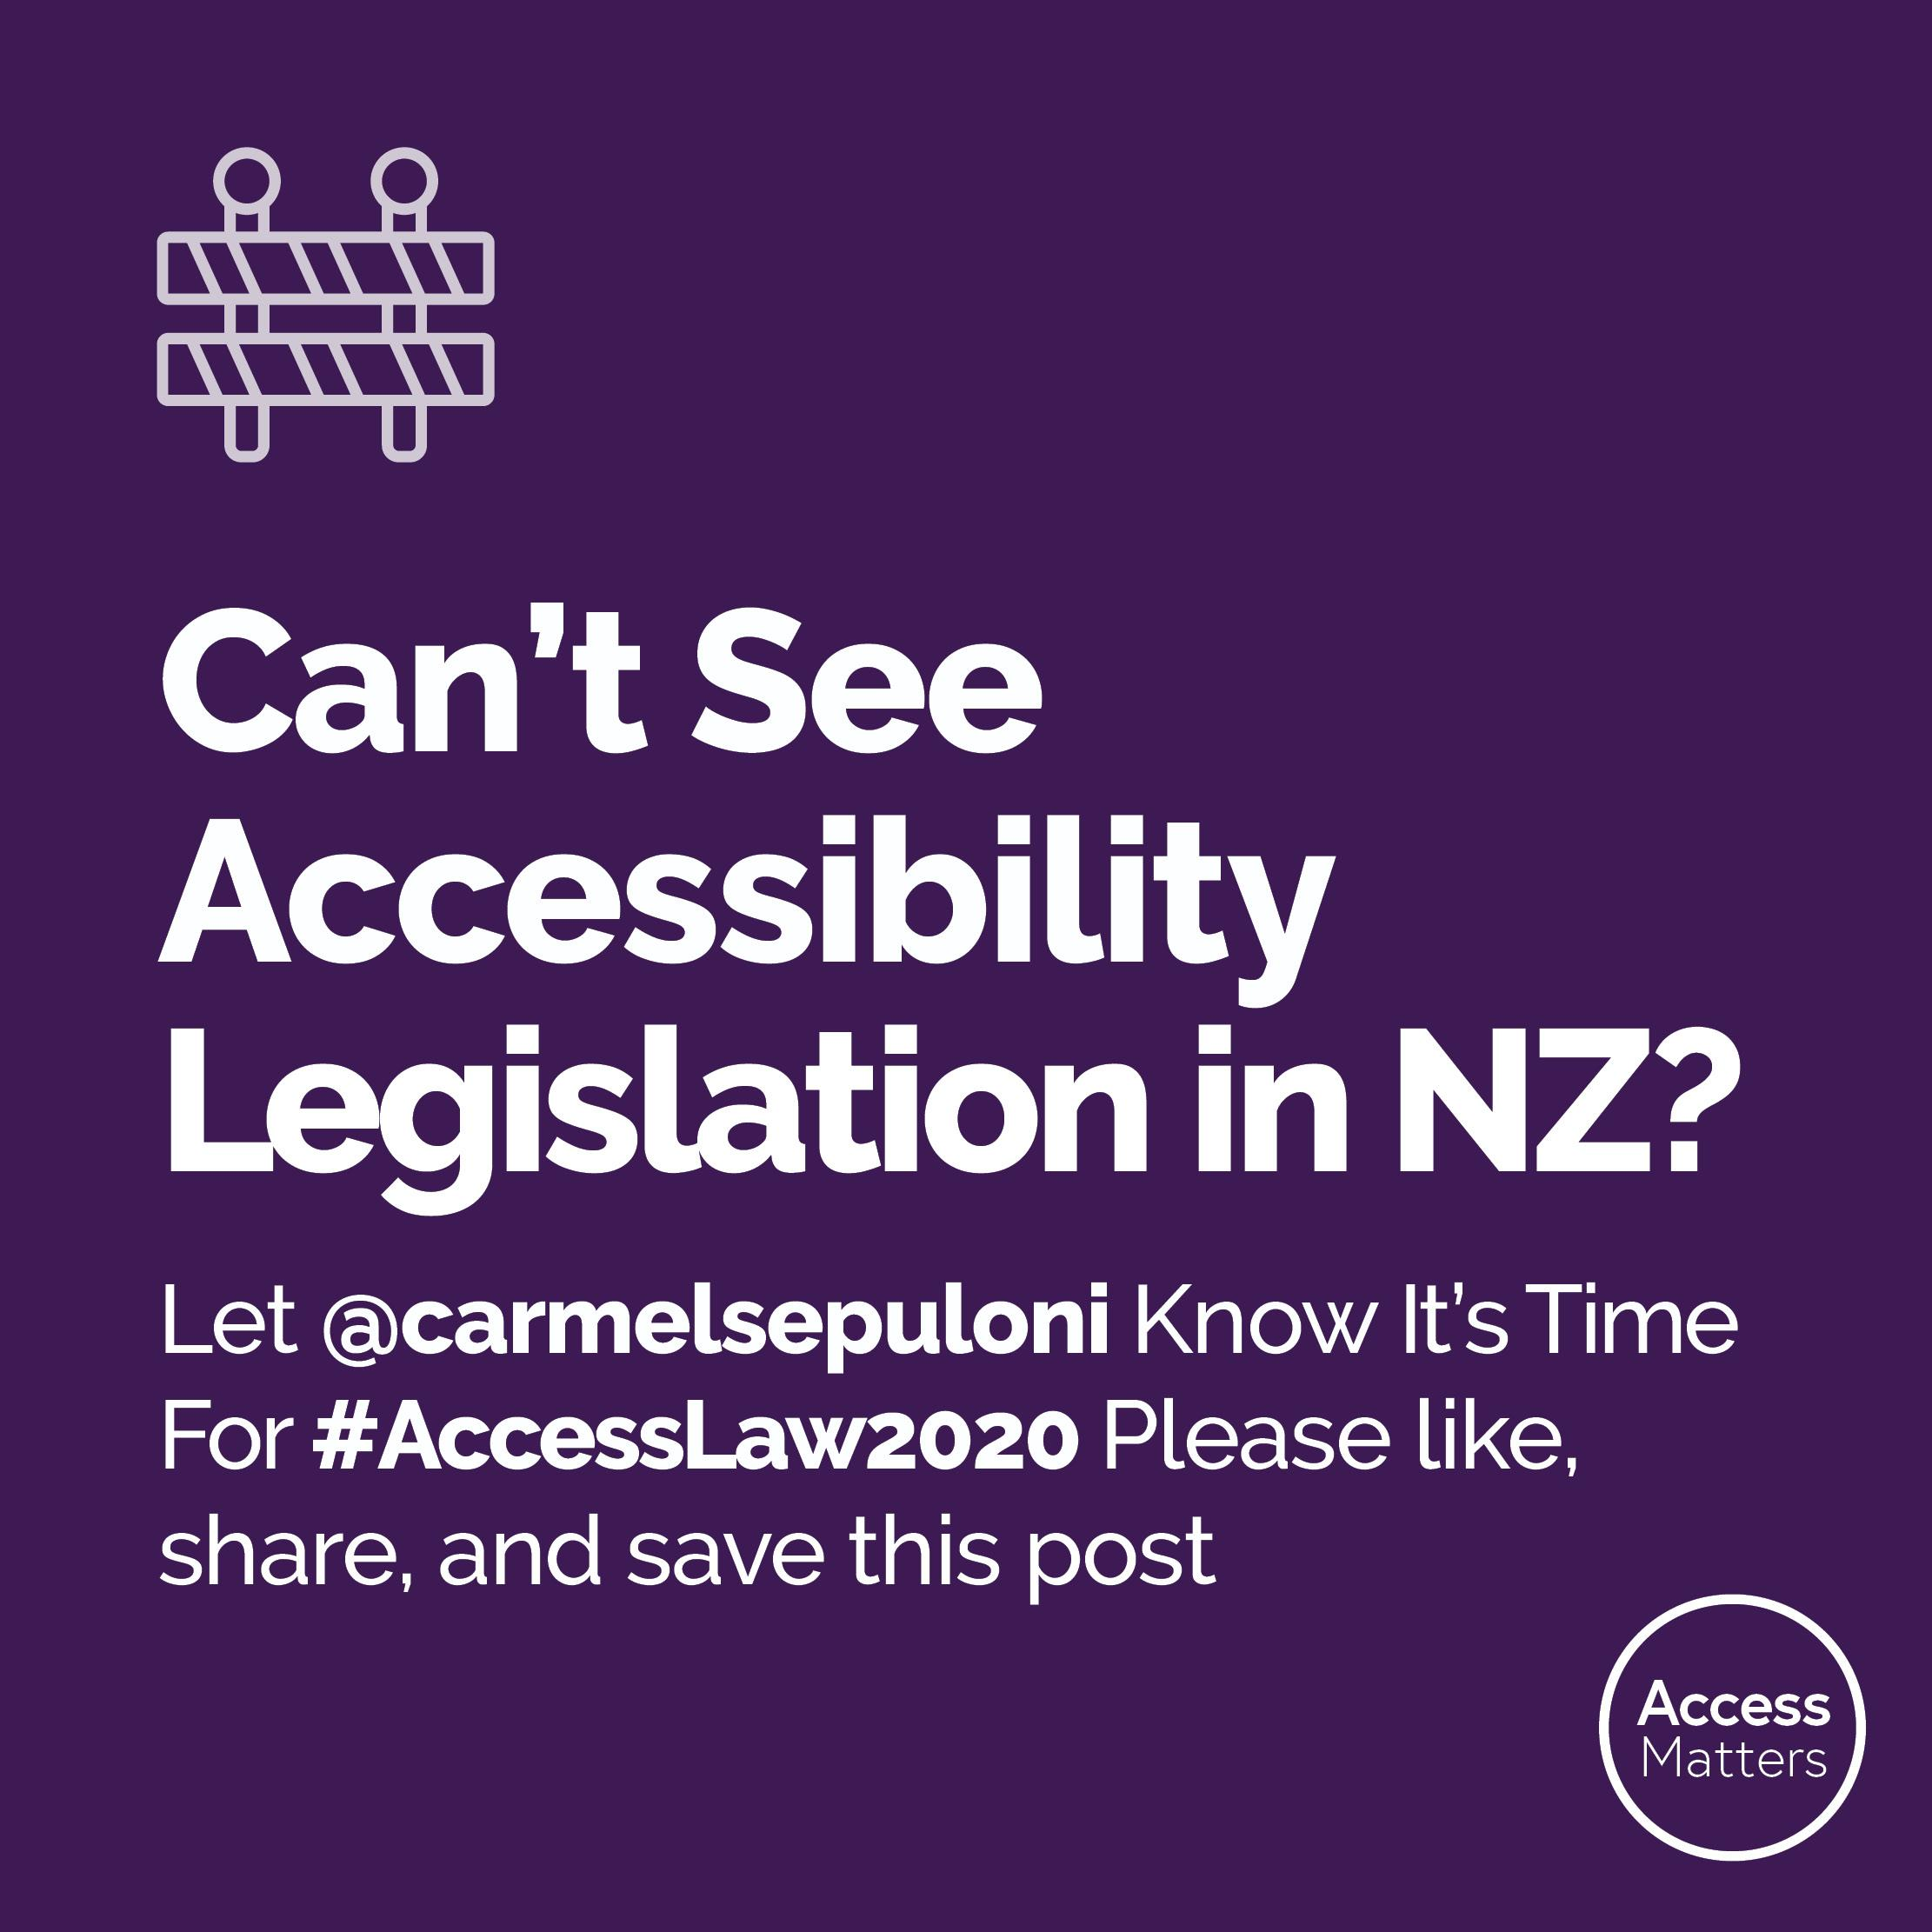 Can’t See
Accessibility
Legislation in NZ?
Let @carmelsepuloni Know It’s Time
For #AccessLaw2020 Please like,
share, and save this post
Access
Matters